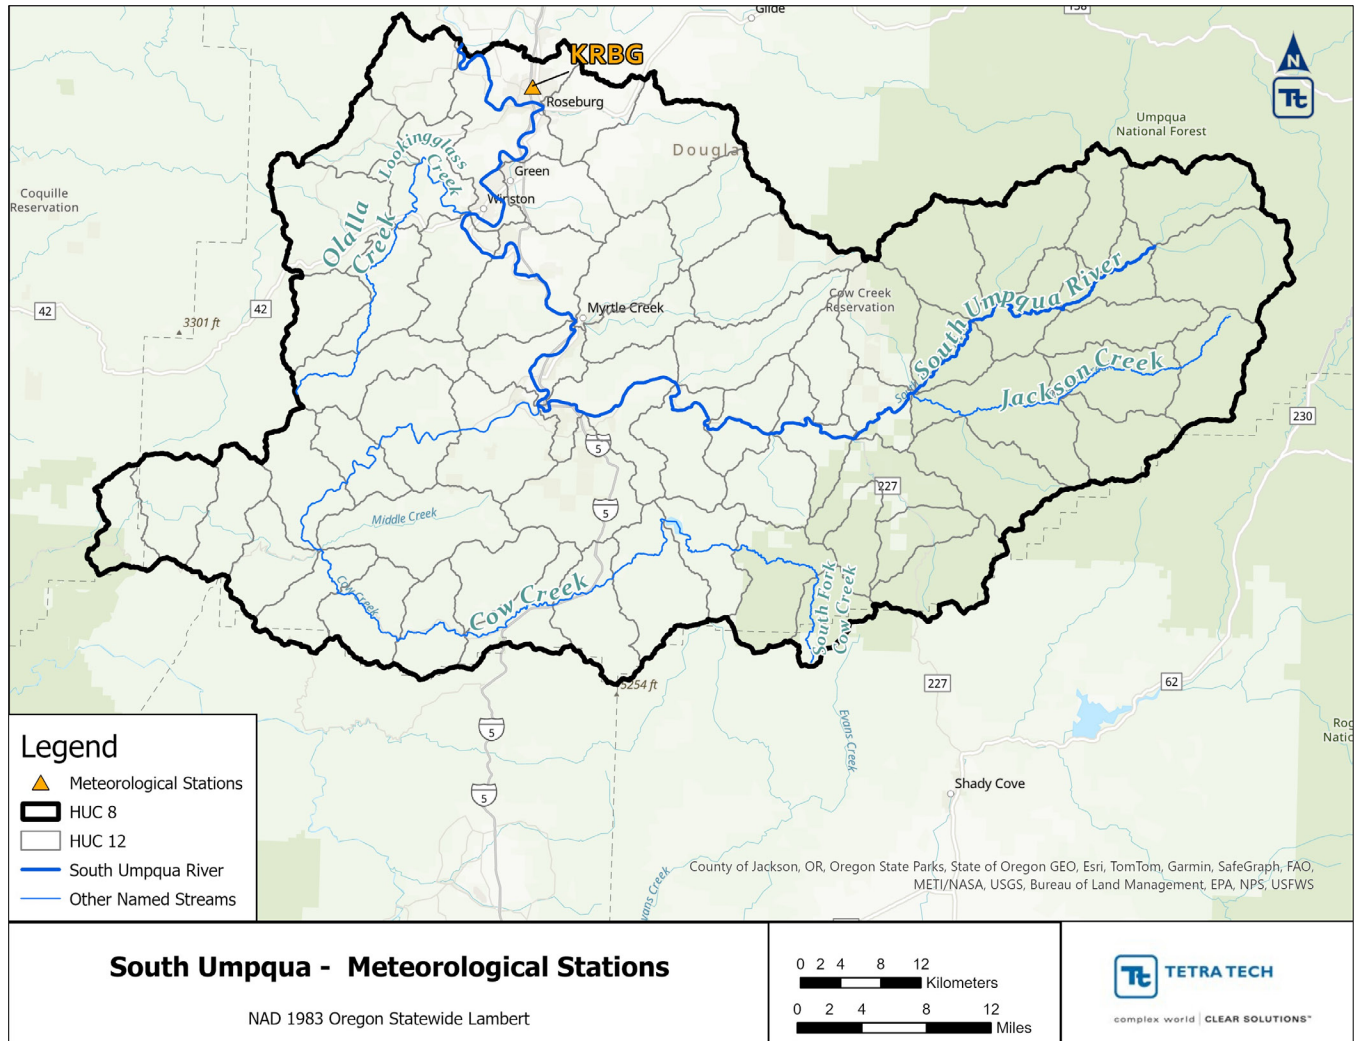 Glide
138
KRBG
Roseburg
N
Tt
Umpqua
National Forest
Douglas
Lookingglass
Creek
Green
Coquille
Reservation
Winston
Olalla
Creek
South Umpqua River
Cow Creek
Reservation
42
42
3301 ft
Myrtle Creek
Jackson Creek
230
5
227
5
Middle Creek
Cow Creek
Cow Creek
South Fork
Cow Creek
5254 ft
227
62
5
Evans Creek
Rog
Natio
Shady Cove
5
Evans Creek
Legend
Meteorological Stations
HUC 8
HUC 12
South Umpqua River
Other Named Streams
County of Jackson, OR, Oregon State Parks, State of Oregon GEO, Esri, TomTom, Garmin, SafeGraph, FAO,
METI/NASA, USGS, Bureau of Land Management, EPA, NPS, USFWS
South Umpqua - Meteorological Stations
NAD 1983 Oregon Statewide Lambert
0 2 4 8 12
Kilometers
0 2 4 8 12
Miles
Tt TETRA TECH
complex world | CLEAR SOLUTIONS™